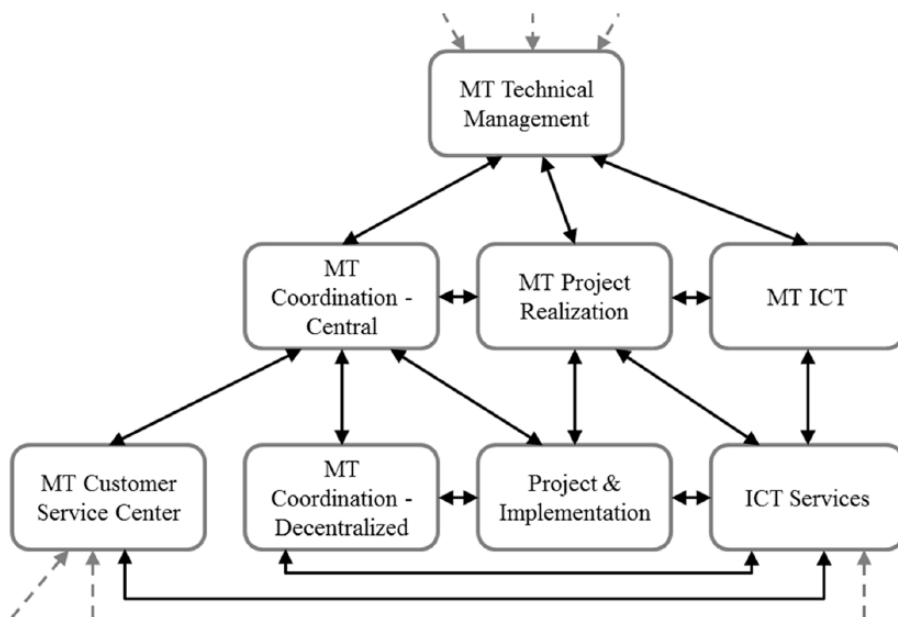 MT Technical
Management
MT
Coordination -
Central
MT Project
Realization
MT ICT
MT Customer
Service Center
MT
Coordination -
Decentralized
Project &
Implementation
ICT Services